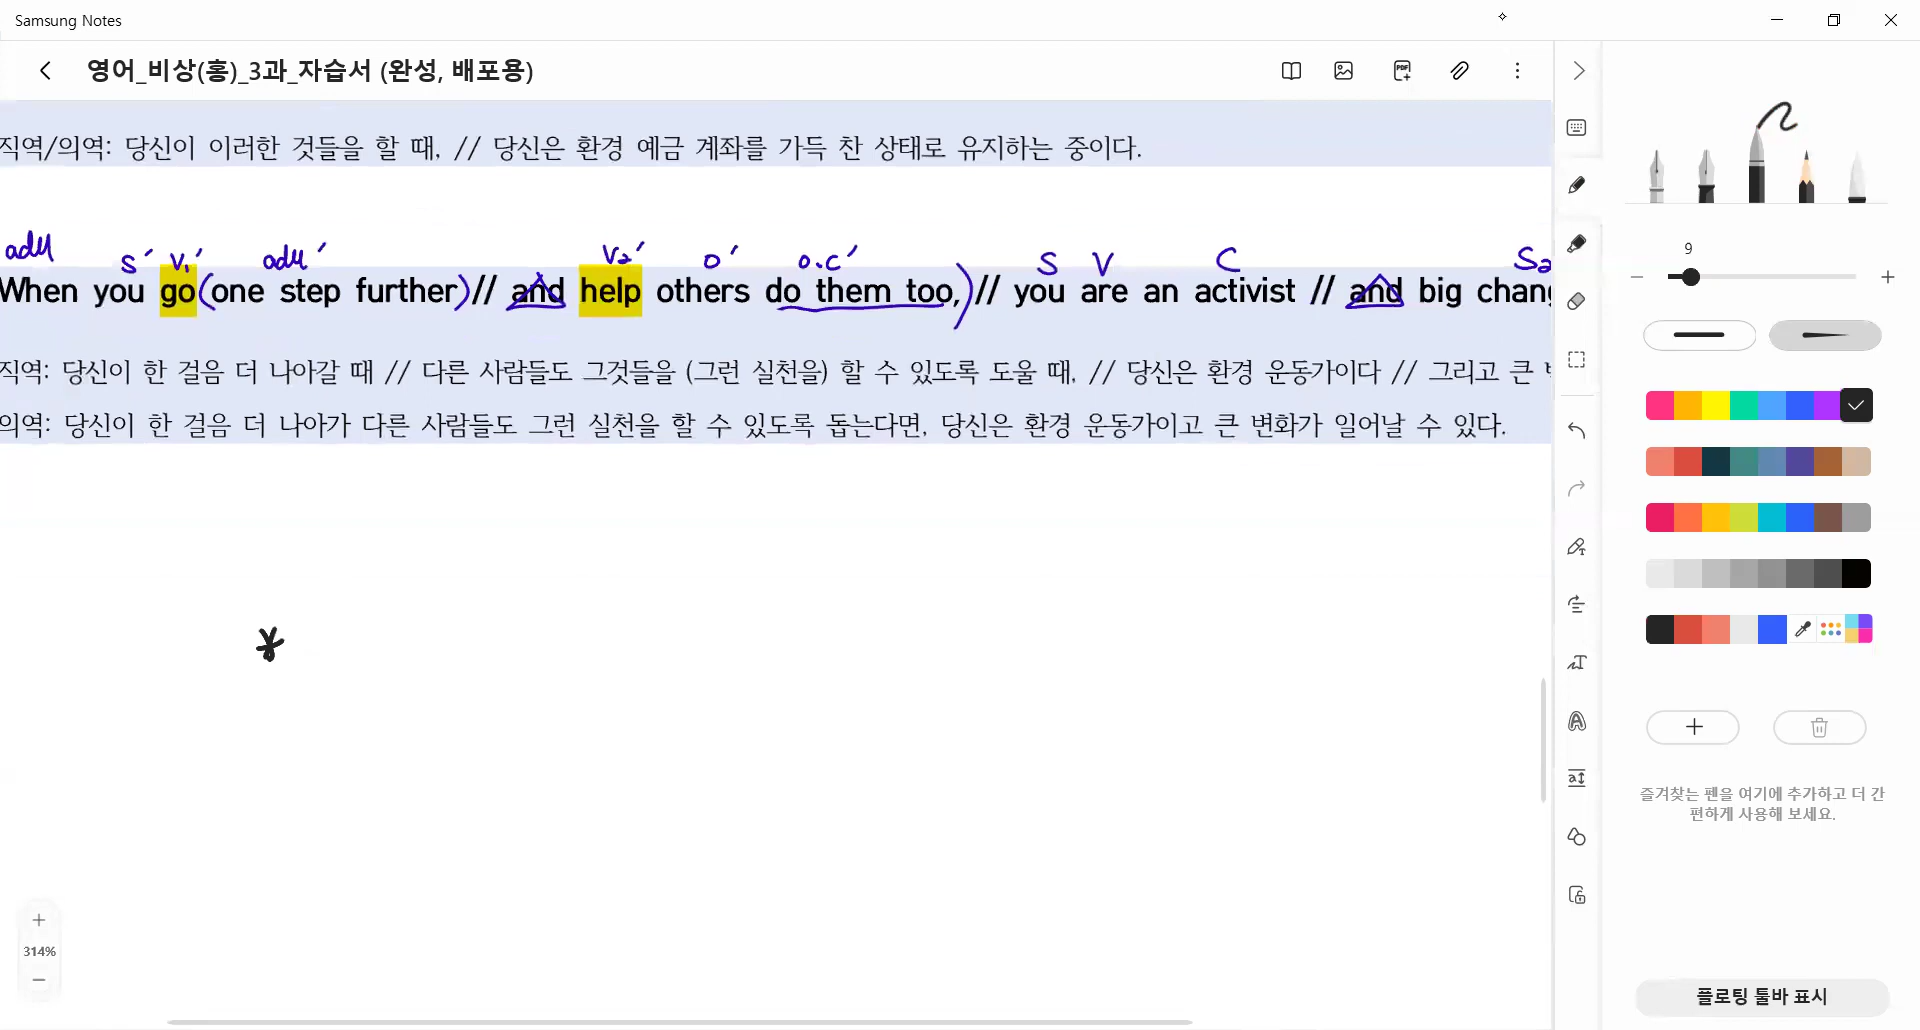 Samsung Notes
영어_비상(홍)_3과_자습서 (완성, 배포용)
직역/의역: 당신이 이러한 것들을 할 때, // 당신은 환경 예금 계좌를 가득 찬 상태로 유지하는 중이다.
adv S′ V₁′ adv′ V₂′ O′ O.C′ S V C S₂
When you go (one step further) // and help others do them too,) // you are an activist // and big chang
직역: 당신이 한 걸음 더 나아갈 때 // 다른 사람들도 그것들을 (그런 실천을) 할 수 있도록 도울 때, // 당신은 환경 운동가이다 // 그리고 큰
의역: 당신이 한 걸음 더 나아가 다른 사람들도 그런 실천을 할 수 있도록 돕는다면, 당신은 환경 운동가이고 큰 변화가 일어날 수 있다.
9
314%
즐겨찾는 펜을 여기에 추가하고 더 간
편하게 사용해 보세요.
플로팅 툴바 표시